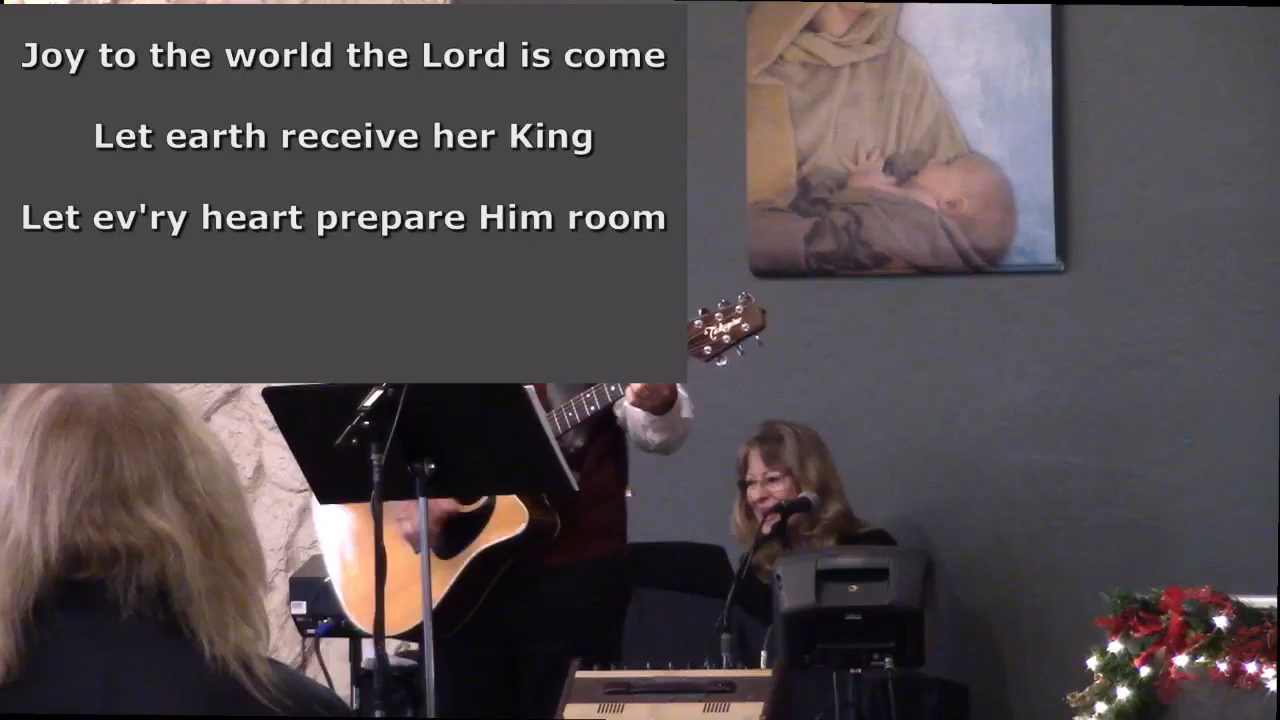 Joy to the world the Lord is come
Let earth receive her King
Let ev'ry heart prepare Him room
Takamine